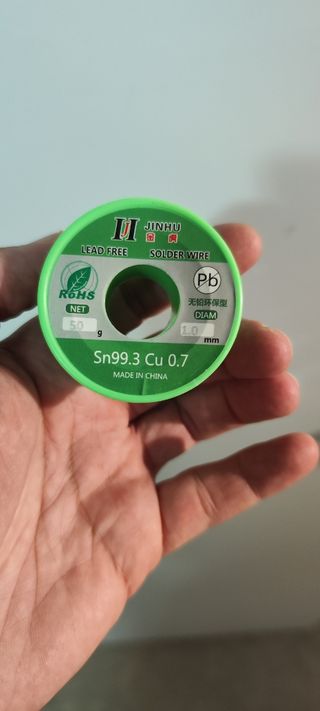 JINHU
金虎
LEAD FREE SOLDER WIRE
RoHS
Pb
无铅环保型
NET
50 g
DIAM
1.0 mm
Sn99.3 Cu 0.7
MADE IN CHINA